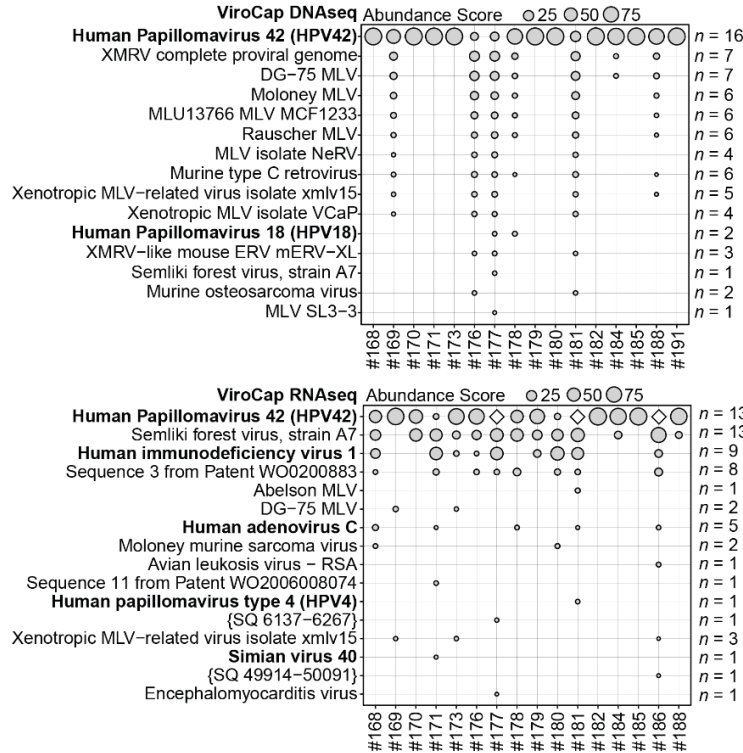 ViroCap DNAseq Abundance Score 25 50 75
Human Papillomavirus 42 (HPV42) n = 16
XMRV complete proviral genome n = 7
DG-75 MLV n = 7
Moloney MLV n = 6
MLU13766 MLV MCF1233 n = 6
Rauscher MLV n = 6
MLV isolate NeRV n = 4
Murine type C retrovirus n = 6
Xenotropic MLV-related virus isolate xmlv15 n = 5
Xenotropic MLV isolate VCaP n = 4
Human Papillomavirus 18 (HPV18) n = 2
XMRV-like mouse ERV mERV-XL n = 3
Semliki forest virus, strain A7 n = 1
Murine osteosarcoma virus n = 2
MLV SL3-3 n = 1
#168 #169 #170 #171 #173 #176 #177 #178 #179 #180 #181 #182 #184 #185 #188 #191
ViroCap RNAseq Abundance Score 25 50 75
Human Papillomavirus 42 (HPV42) n = 13
Semliki forest virus, strain A7 n = 13
Human immunodeficiency virus 1 n = 9
Sequence 3 from Patent WO0200883 n = 8
Abelson MLV n = 1
DG-75 MLV n = 2
Human adenovirus C n = 5
Moloney murine sarcoma virus n = 2
Avian leukosis virus - RSA n = 1
Sequence 11 from Patent WO2006008074 n = 1
Human papillomavirus type 4 (HPV4) n = 1
{SQ 6137-6267} n = 1
Xenotropic MLV-related virus isolate xmlv15 n = 3
Simian virus 40 n = 1
{SQ 49914-50091} n = 1
Encephalomyocarditis virus n = 1
#168 #169 #170 #171 #173 #176 #177 #178 #179 #180 #181 #182 #184 #185 #186 #188